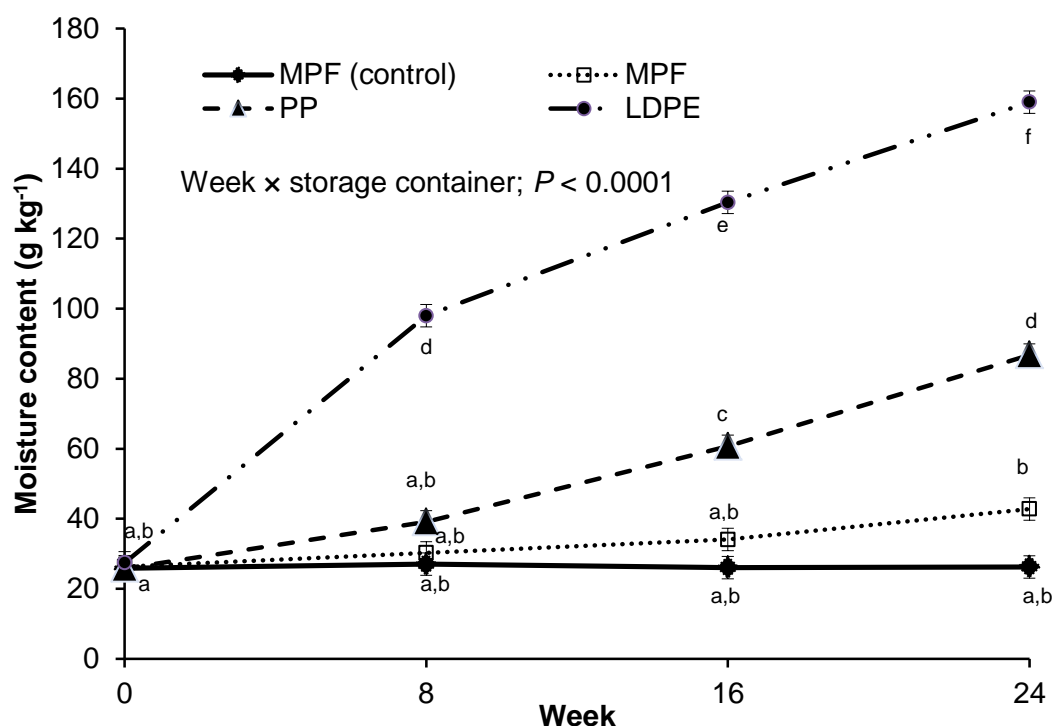 180
MPF (control) MPF
PP LDPE
160
f
Week × storage container; P < 0.0001
140
e
120
100
d
d
80
c
60
a,b
b
a,b
40
a,b
a,b
20
a
a,b
a,b
a,b
0
0 8 16 24
Week
Moisture content (g kg-1)